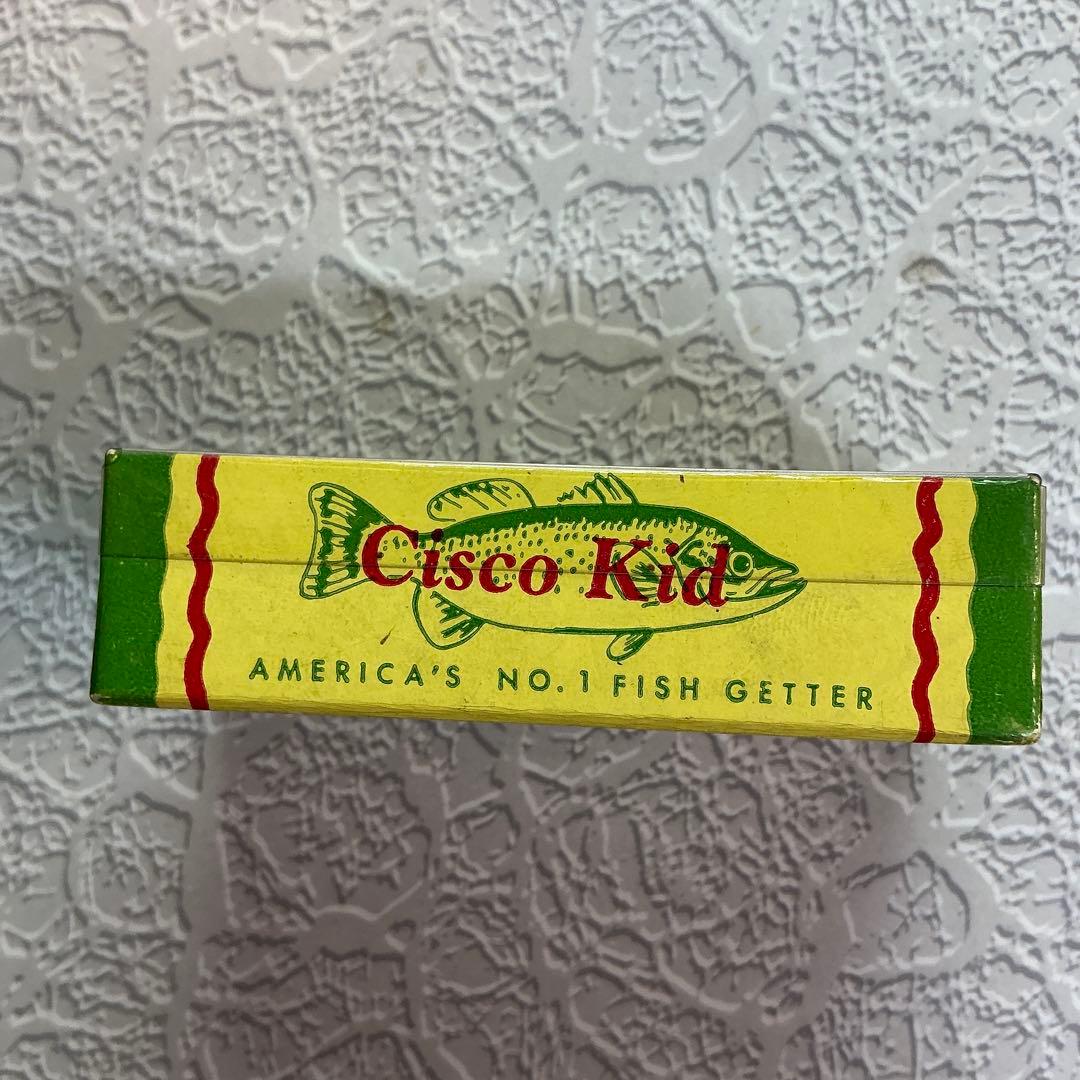 Cisco Kid
AMERICA'S NO. 1 FISH GETTER